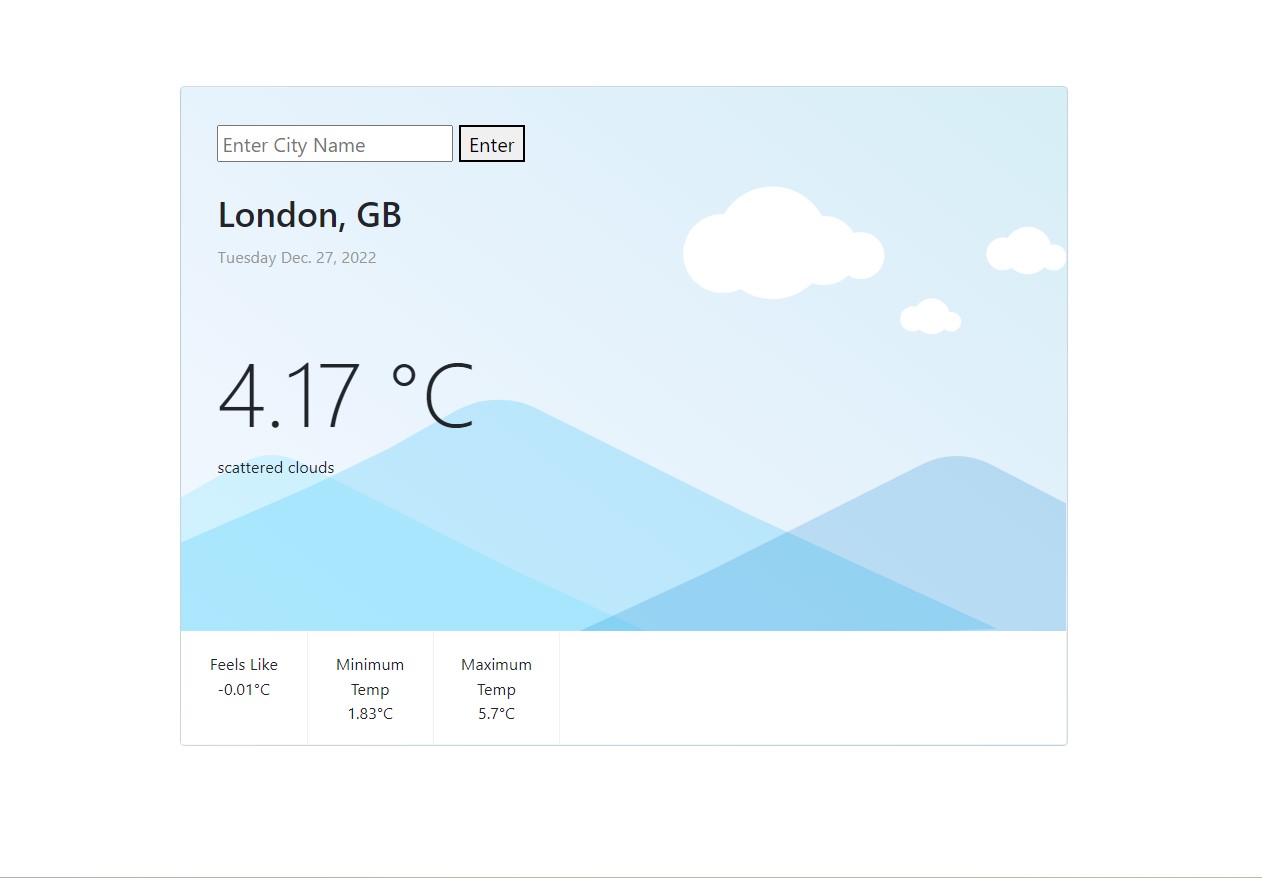 Enter City Name Enter
London, GB
Tuesday Dec. 27, 2022
4.17 °C
scattered clouds
Feels Like
-0.01°C
Minimum
Temp
1.83°C
Maximum
Temp
5.7°C